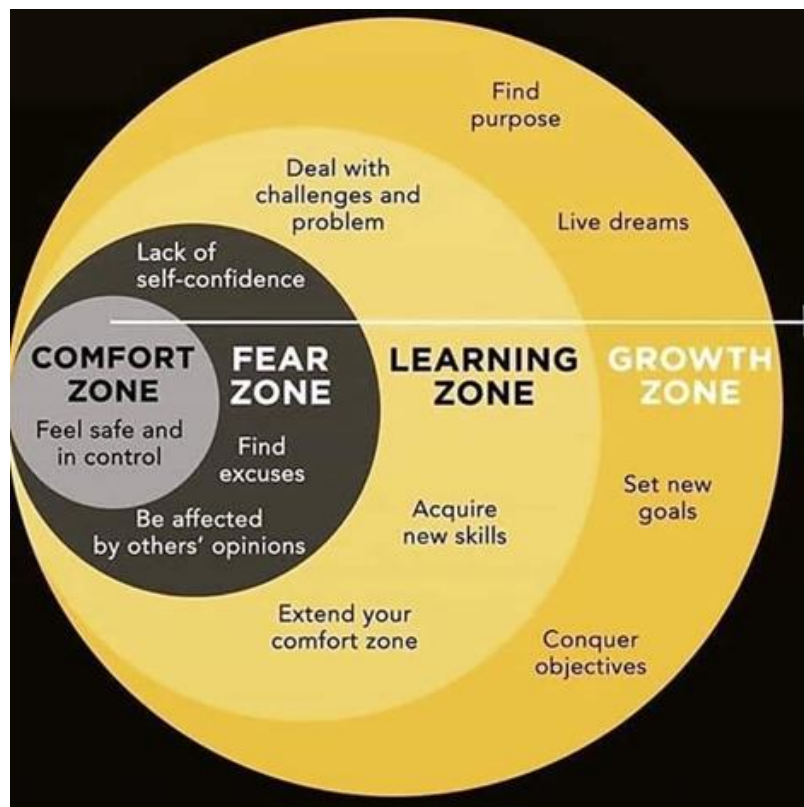 Find
purpose
Deal with
challenges and
problem
Live dreams
Lack of
self-confidence
COMFORT
ZONE
Feel safe and
in control
FEAR
ZONE
Find
excuses
Be affected
by others' opinions
LEARNING
ZONE
Acquire
new skills
Extend your
comfort zone
GROWTH
ZONE
Set new
goals
Conquer
objectives